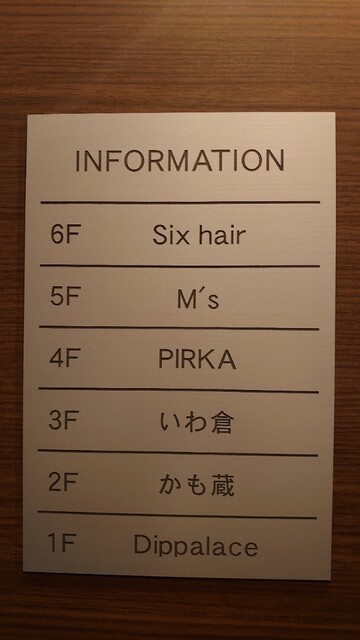 INFORMATION
6F Six hair
5F M's
4F PIRKA
3F いわ倉
2F かも蔵
1F Dippalace